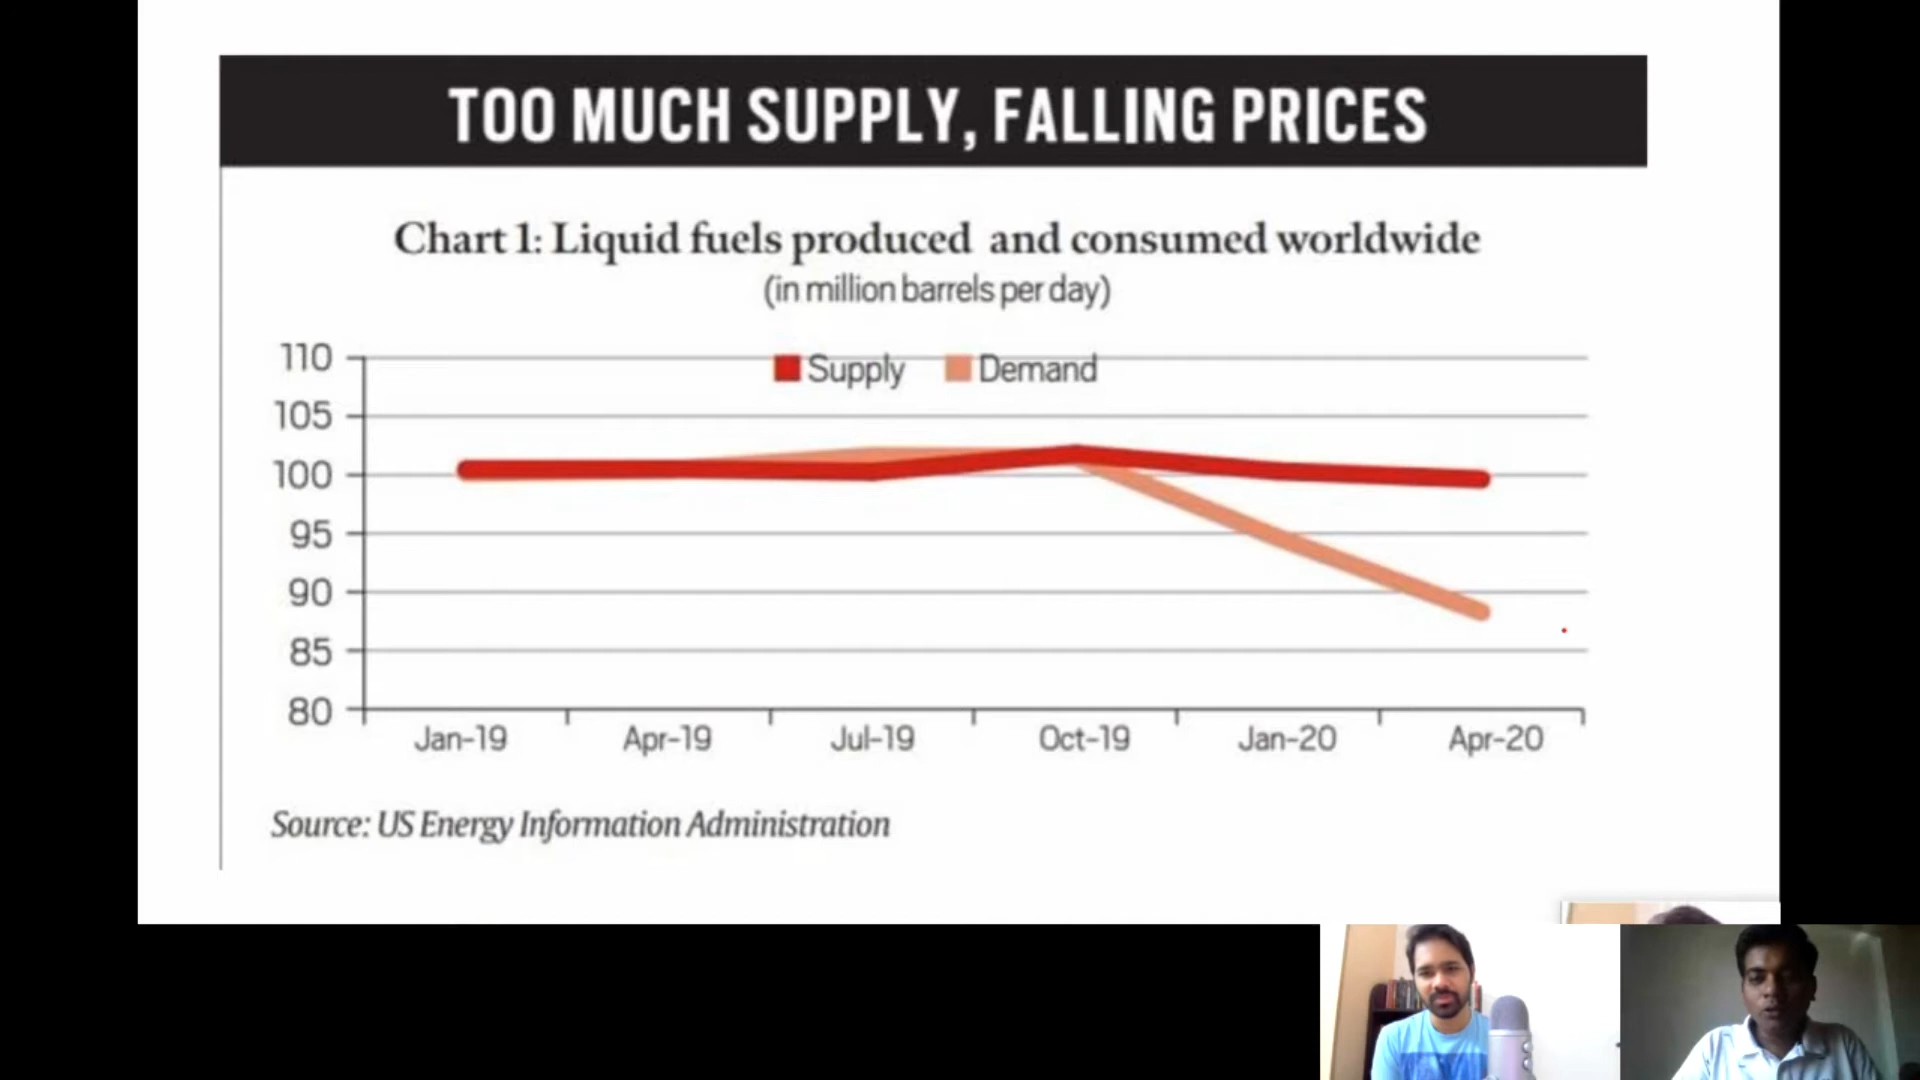 TOO MUCH SUPPLY, FALLING PRICES
Chart 1: Liquid fuels produced and consumed worldwide
(in million barrels per day)
Supply Demand
110
105
100
95
90
85
80
Jan-19 Apr-19 Jul-19 Oct-19 Jan-20 Apr-20
Source: US Energy Information Administration